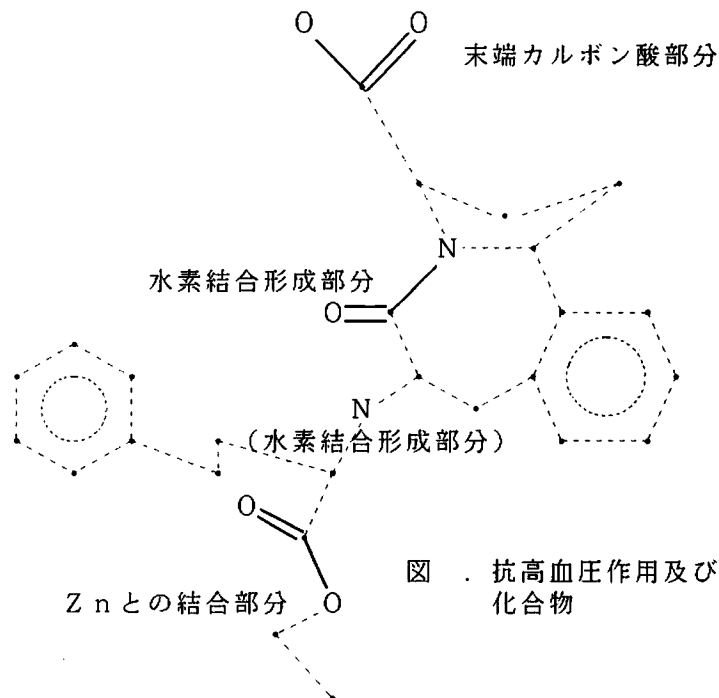 O O
末端カルボン酸部分
N
水素結合形成部分
O
N
（水素結合形成部分）
O
図 ．抗高血圧作用及び
化合物
Ｚｎとの結合部分
O